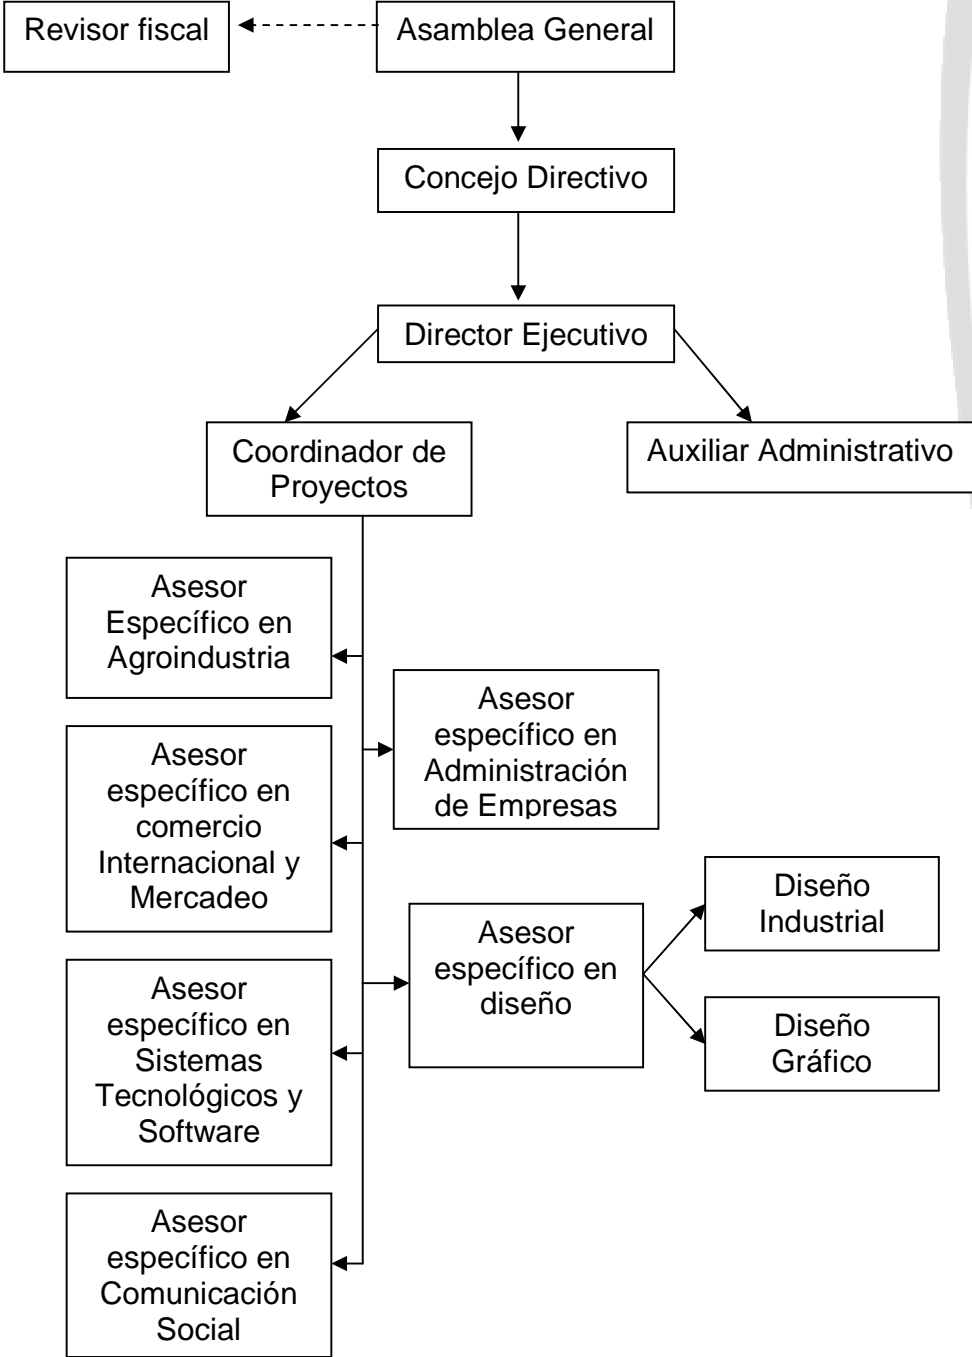 Revisor fiscal
Asamblea General
Concejo Directivo
Director Ejecutivo
Coordinador de
Proyectos
Auxiliar Administrativo
Asesor
Específico en
Agroindustria
Asesor
específico en
Administración
de Empresas
Asesor
específico en
comercio
Internacional y
Mercadeo
Asesor
específico en
diseño
Diseño
Industrial
Diseño
Gráfico
Asesor
específico en
Sistemas
Tecnológicos y
Software
Asesor
específico en
Comunicación
Social